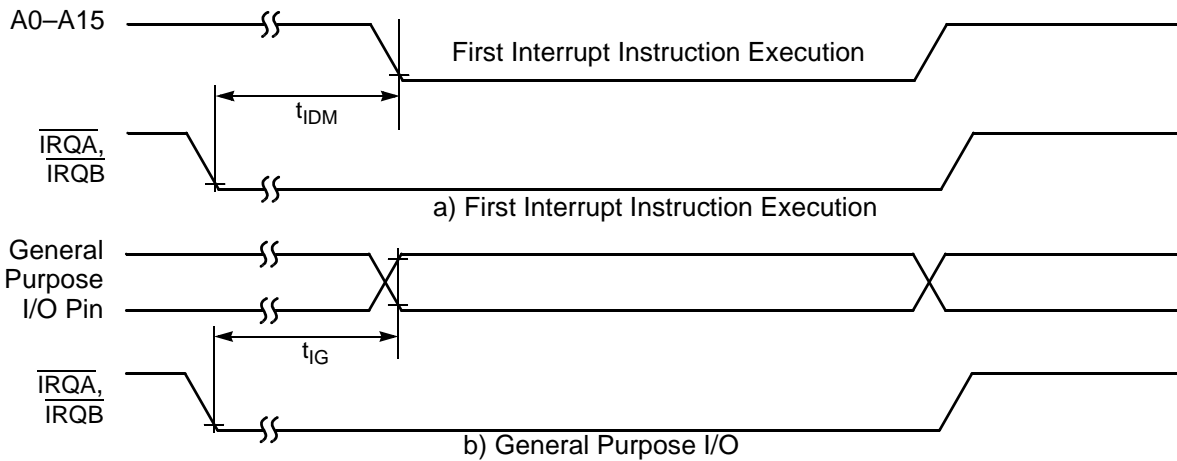 A0–A15
First Interrupt Instruction Execution
tIDM
IRQA,
IRQB
a) First Interrupt Instruction Execution
General
Purpose
I/O Pin
tIG
IRQA,
IRQB
b) General Purpose I/O